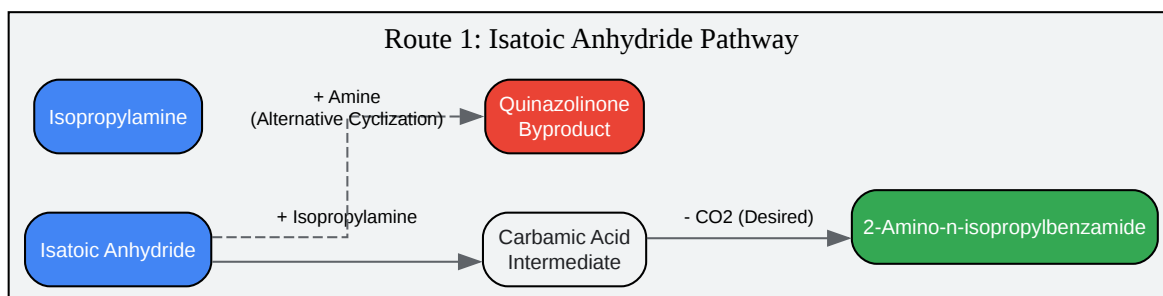 Route 1: Isatoic Anhydride Pathway
Isopropylamine
+ Amine
(Alternative Cyclization)
Quinazolinone
Byproduct
Isatoic Anhydride
+ Isopropylamine
Carbamic Acid
Intermediate
- CO2 (Desired)
2-Amino-n-isopropylbenzamide